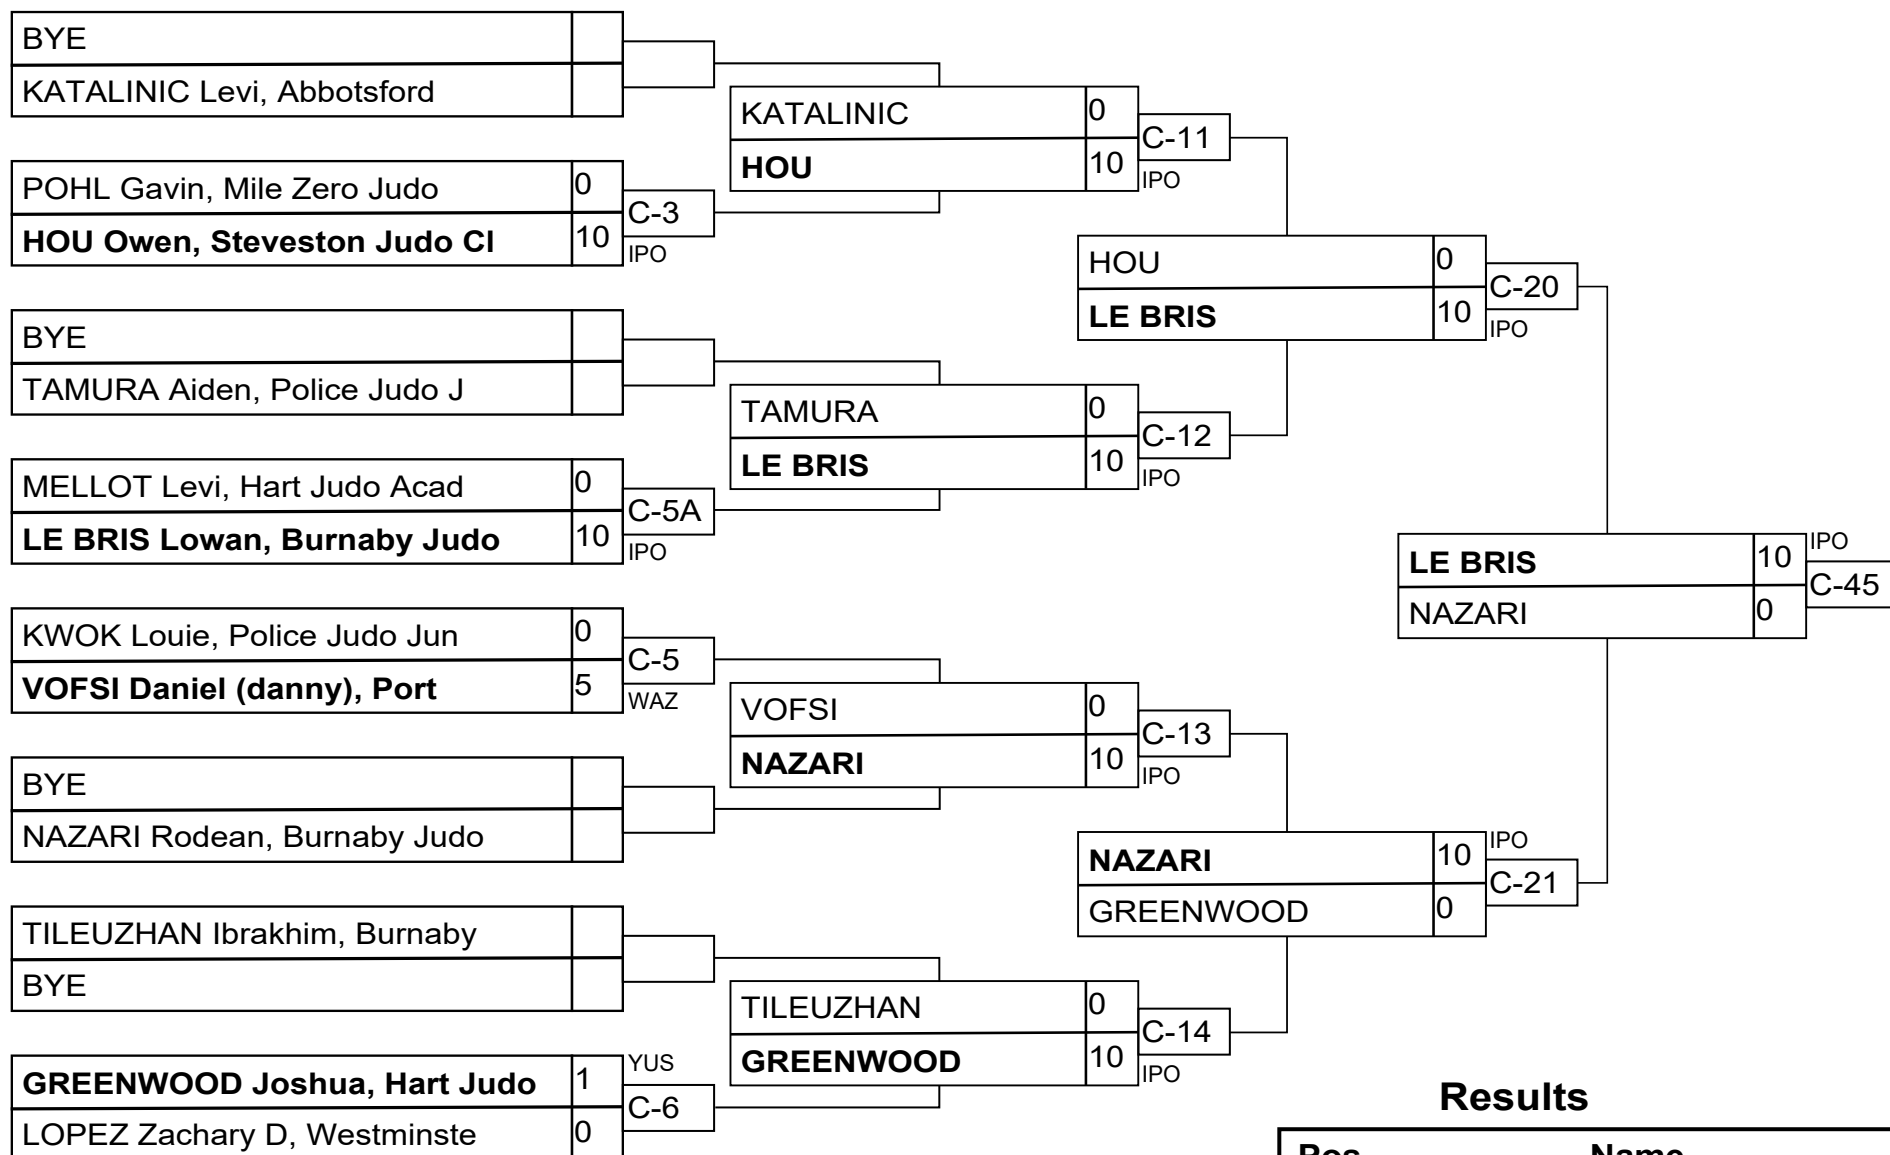 BYE
KATALINIC Levi, Abbotsford
POHL Gavin, Mile Zero Judo 0
HOU Owen, Steveston Judo Cl 10
C-3
IPO
BYE
TAMURA Aiden, Police Judo J
MELLOT Levi, Hart Judo Acad 0
LE BRIS Lowan, Burnaby Judo 10
C-5A
IPO
KWOK Louie, Police Judo Jun 0
VOFSI Daniel (danny), Port 5
C-5
WAZ
BYE
NAZARI Rodean, Burnaby Judo
TILEUZHAN Ibrakhim, Burnaby
BYE
GREENWOOD Joshua, Hart Judo 1
LOPEZ Zachary D, Westminste 0
YUS
C-6
KATALINIC 0
HOU 10
C-11
IPO
TAMURA 0
LE BRIS 10
C-12
IPO
VOFSI 0
NAZARI 10
C-13
IPO
TILEUZHAN 0
GREENWOOD 10
C-14
IPO
HOU 0
LE BRIS 10
C-20
IPO
NAZARI 10
GREENWOOD 0
IPO
C-21
LE BRIS 10
NAZARI 0
IPO
C-45
Results
Pos Name